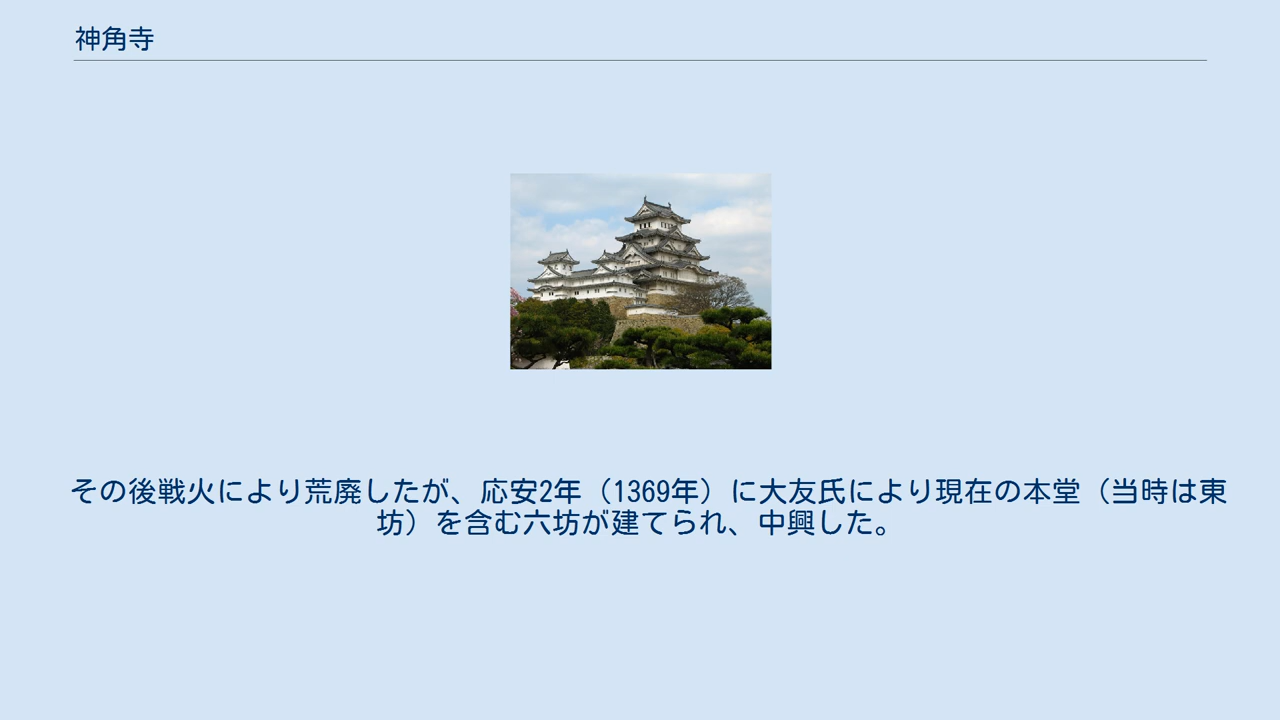 神角寺
その後戦火により荒廃したが、応安2年（1369年）に大友氏により現在の本堂（当時は東
坊）を含む六坊が建てられ、中興した。